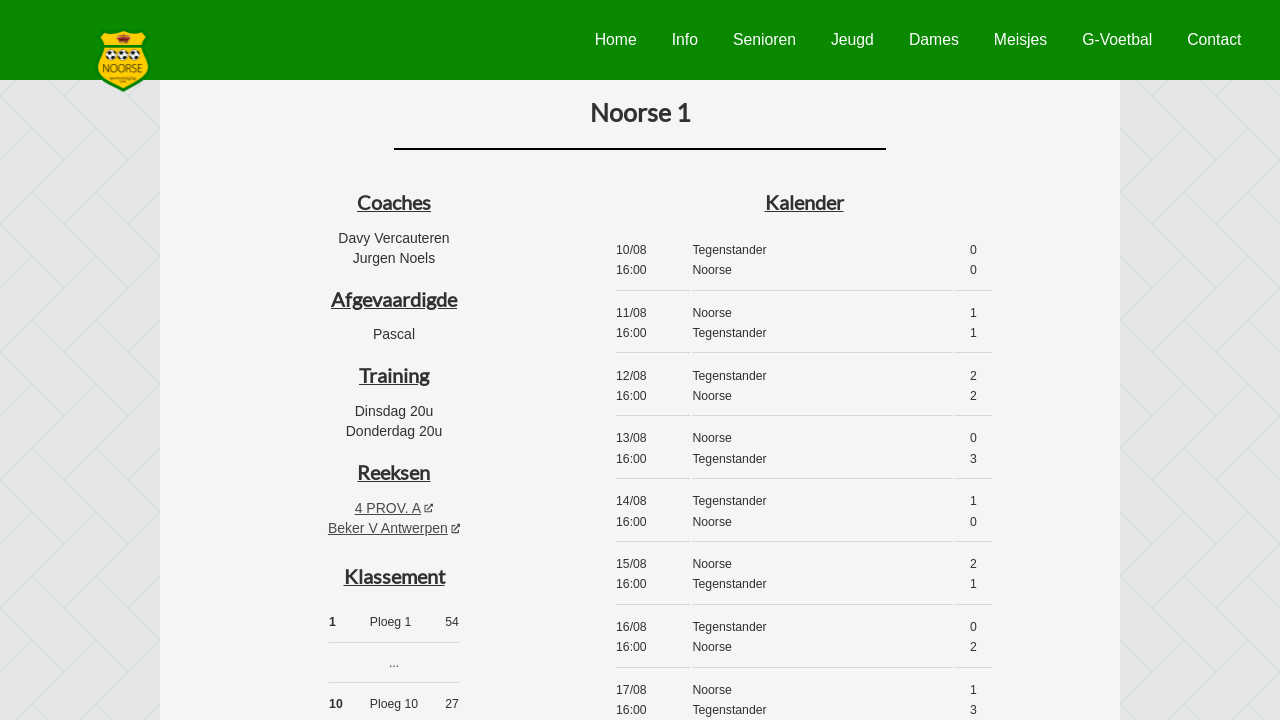 NOORSE
Home Info Senioren Jeugd Dames Meisjes G-Voetbal Contact
Noorse 1
Coaches
Davy Vercauteren
Jurgen Noels
Afgevaardigde
Pascal
Training
Dinsdag 20u
Donderdag 20u
Reeksen
4 PROV. A
Beker V Antwerpen
Klassement
1 Ploeg 1 54
...
10 Ploeg 10 27
Kalender
10/08 Tegenstander 0
16:00 Noorse 0
11/08 Noorse 1
16:00 Tegenstander 1
12/08 Tegenstander 2
16:00 Noorse 2
13/08 Noorse 0
16:00 Tegenstander 3
14/08 Tegenstander 1
16:00 Noorse 0
15/08 Noorse 2
16:00 Tegenstander 1
16/08 Tegenstander 0
16:00 Noorse 2
17/08 Noorse 1
16:00 Tegenstander 3